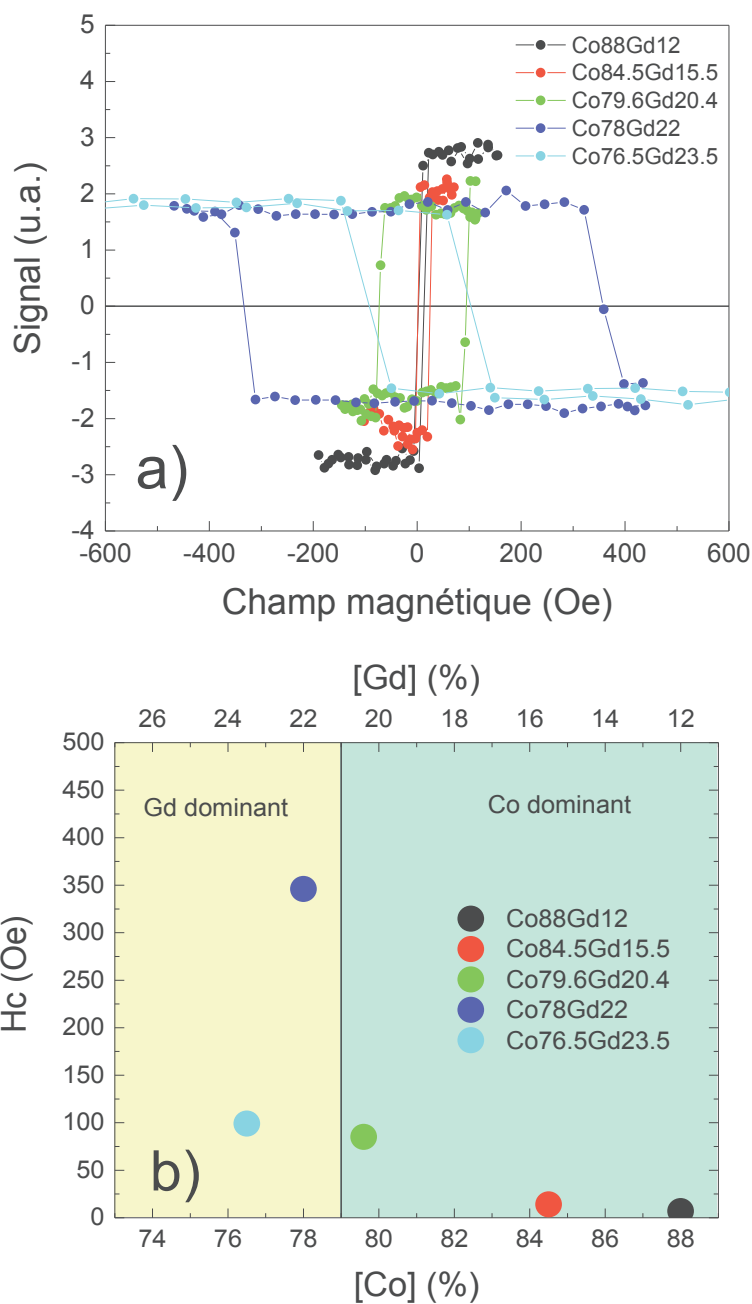 5
4
3
2
1
0
-1
-2
-3
-4
Signal (u.a.)
Co88Gd12
Co84.5Gd15.5
Co79.6Gd20.4
Co78Gd22
Co76.5Gd23.5
a)
-600 -400 -200 0 200 400 600
Champ magnétique (Oe)
[Gd] (%)
26 24 22 20 18 16 14 12
500
450
400
350
300
250
200
150
100
50
0
Hc (Oe)
Gd dominant
Co dominant
Co88Gd12
Co84.5Gd15.5
Co79.6Gd20.4
Co78Gd22
Co76.5Gd23.5
b)
74 76 78 80 82 84 86 88
[Co] (%)